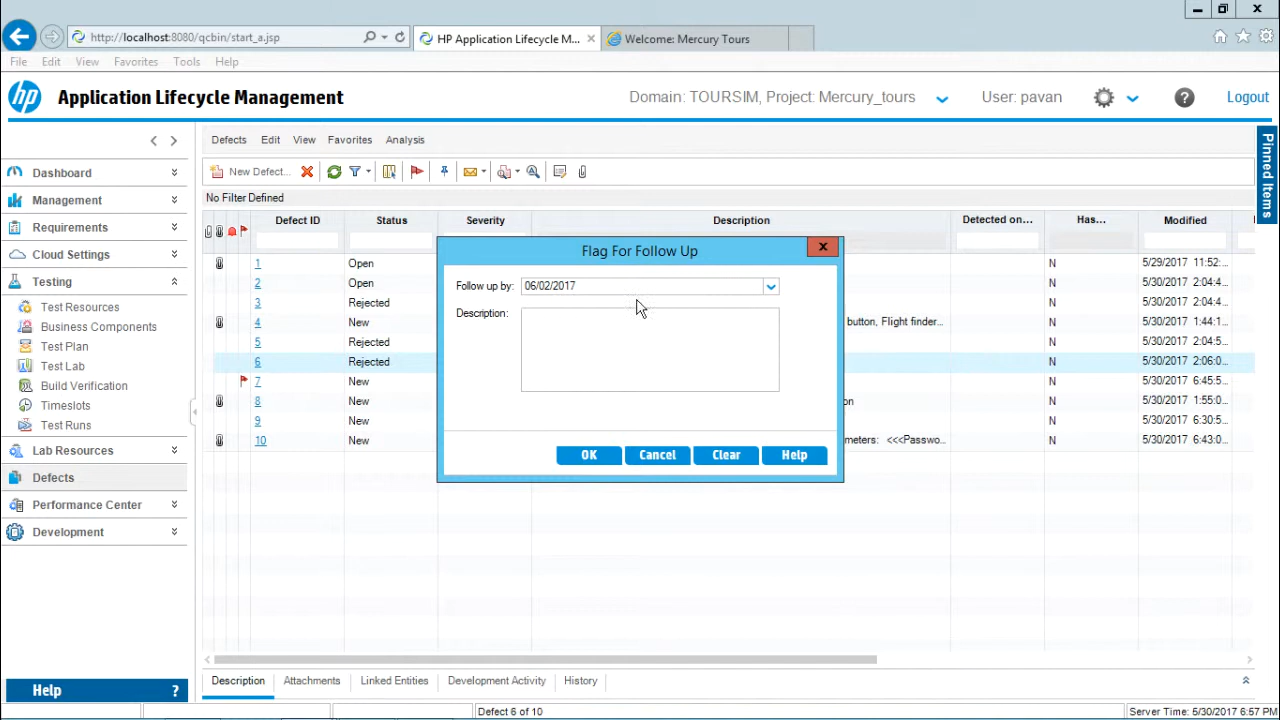 http://localhost:8080/qcbin/start_a.jsp
HP Application Lifecycle M...
Welcome: Mercury Tours
File Edit View Favorites Tools Help
hp Application Lifecycle Management
Domain: TOURSIM, Project: Mercury_tours
User: pavan
Logout
Pinned Items
Dashboard
Management
Requirements
Cloud Settings
Testing
Test Resources
Business Components
Test Plan
Test Lab
Build Verification
Timeslots
Test Runs
Lab Resources
Defects
Performance Center
Development
Help ?
Defects Edit View Favorites Analysis
New Defect...
No Filter Defined
Defect ID Status Severity Description Detected on... Has... Modified
1 Open N 5/29/2017 11:52:...
2 Open N 5/30/2017 2:04:4...
3 Rejected N 5/30/2017 2:04:4...
4 New button, Flight finder... N 5/30/2017 1:44:1...
5 Rejected N 5/30/2017 2:04:5...
6 Rejected N 5/30/2017 2:06:0...
7 New N 5/30/2017 6:45:5...
8 New on N 5/30/2017 1:55:0...
9 New N 5/30/2017 6:30:5...
10 New meters: <<<Passwo... N 5/30/2017 6:43:0...
Flag For Follow Up
Follow up by: 06/02/2017
Description:
OK Cancel Clear Help
Description Attachments Linked Entities Development Activity History
Defect 6 of 10
Server Time: 5/30/2017 6:57 PM